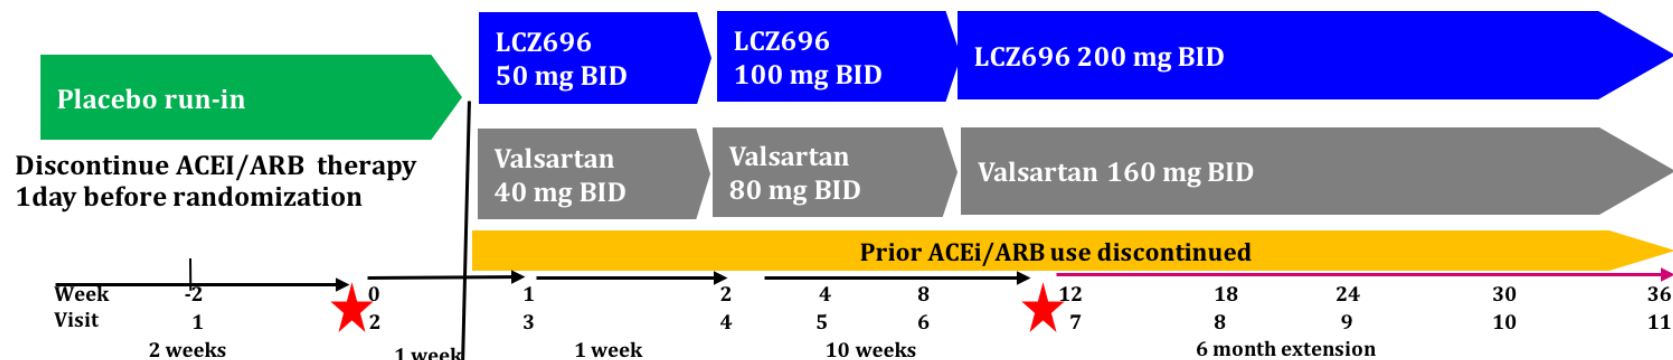 LCZ696
50 mg BID
LCZ696
100 mg BID
LCZ696 200 mg BID
Placebo run-in
Discontinue ACEI/ARB therapy
1day before randomization
Valsartan
40 mg BID
Valsartan
80 mg BID
Valsartan 160 mg BID
Prior ACEi/ARB use discontinued
Week -2 0 1 2 4 8 12 18 24 30 36
Visit 1 2 3 4 5 6 7 8 9 10 11
2 weeks 1 week 1 week 10 weeks 6 month extension